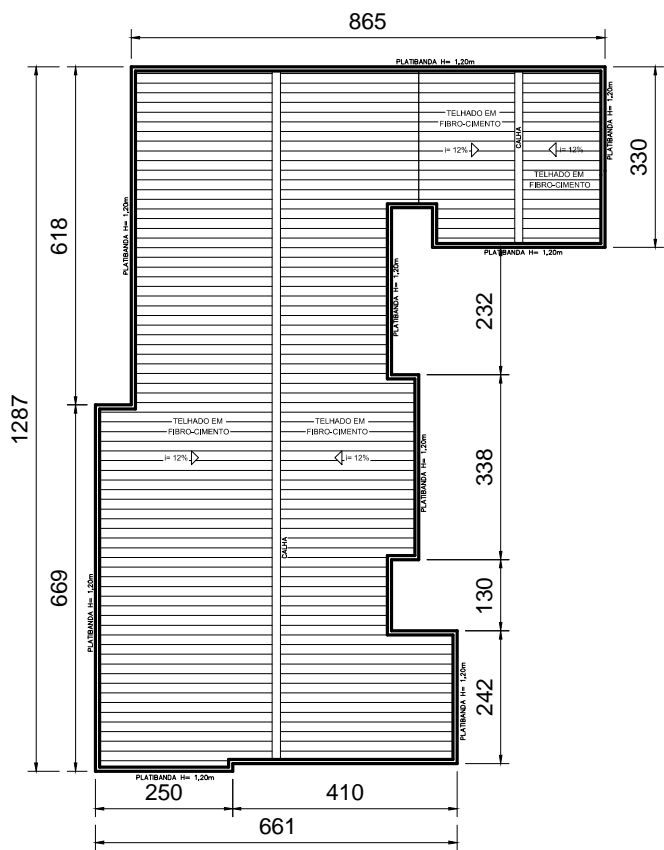 865
PLATIBANDA H= 1,20m
TELHADO EM
FIBRO-CIMENTO
i= 12%
CALHA
i= 12%
TELHADO EM
FIBRO-CIMENTO
PLATIBANDA H= 1,20m
330
PLATIBANDA H= 1,20m
618
PLATIBANDA H= 1,20m
PLATIBANDA H= 1,20m
232
1287
TELHADO EM
FIBRO-CIMENTO
i= 12%
TELHADO EM
FIBRO-CIMENTO
i= 12%
PLATIBANDA H= 1,20m
338
CALHA
669
PLATIBANDA H= 1,20m
130
PLATIBANDA H= 1,20m
242
PLATIBANDA H= 1,20m
250
410
661